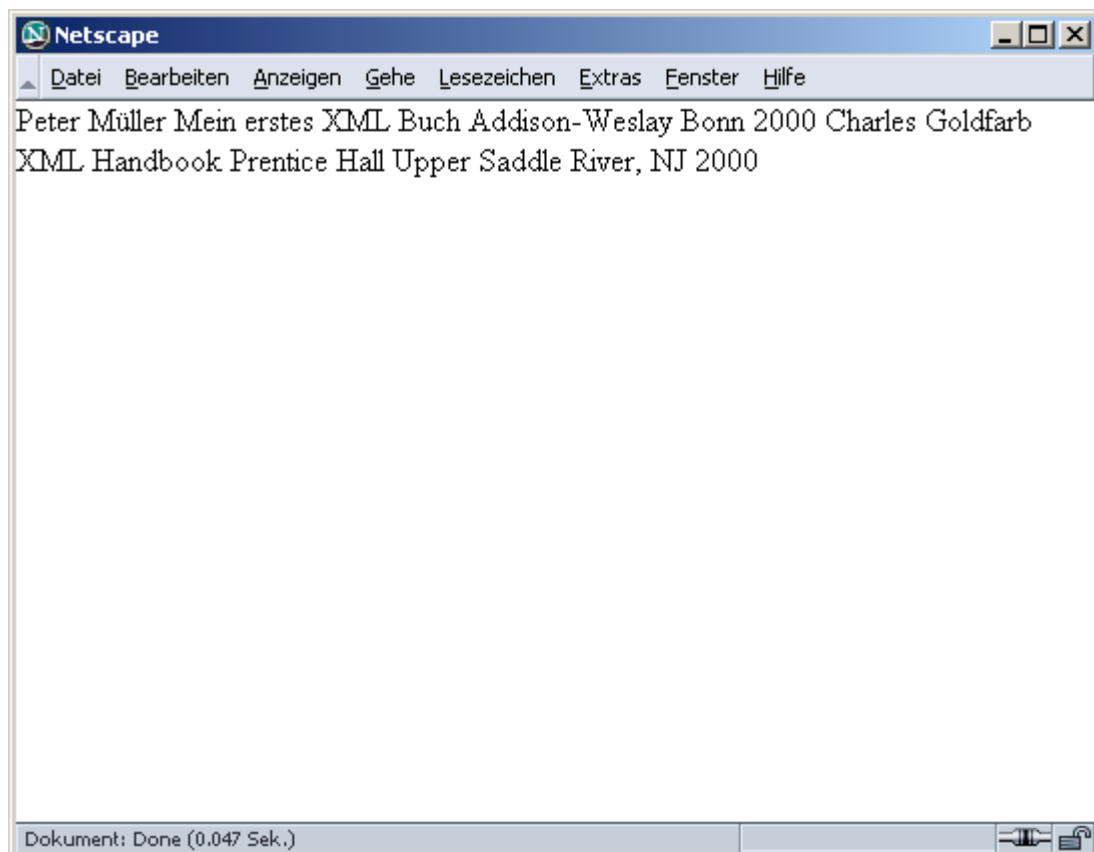 Netscape
Datei Bearbeiten Anzeigen Gehe Lesezeichen Extras Fenster Hilfe
Peter Müller Mein erstes XML Buch Addison-Weslay Bonn 2000 Charles Goldfarb
XML Handbook Prentice Hall Upper Saddle River, NJ 2000
Dokument: Done (0.047 Sek.)